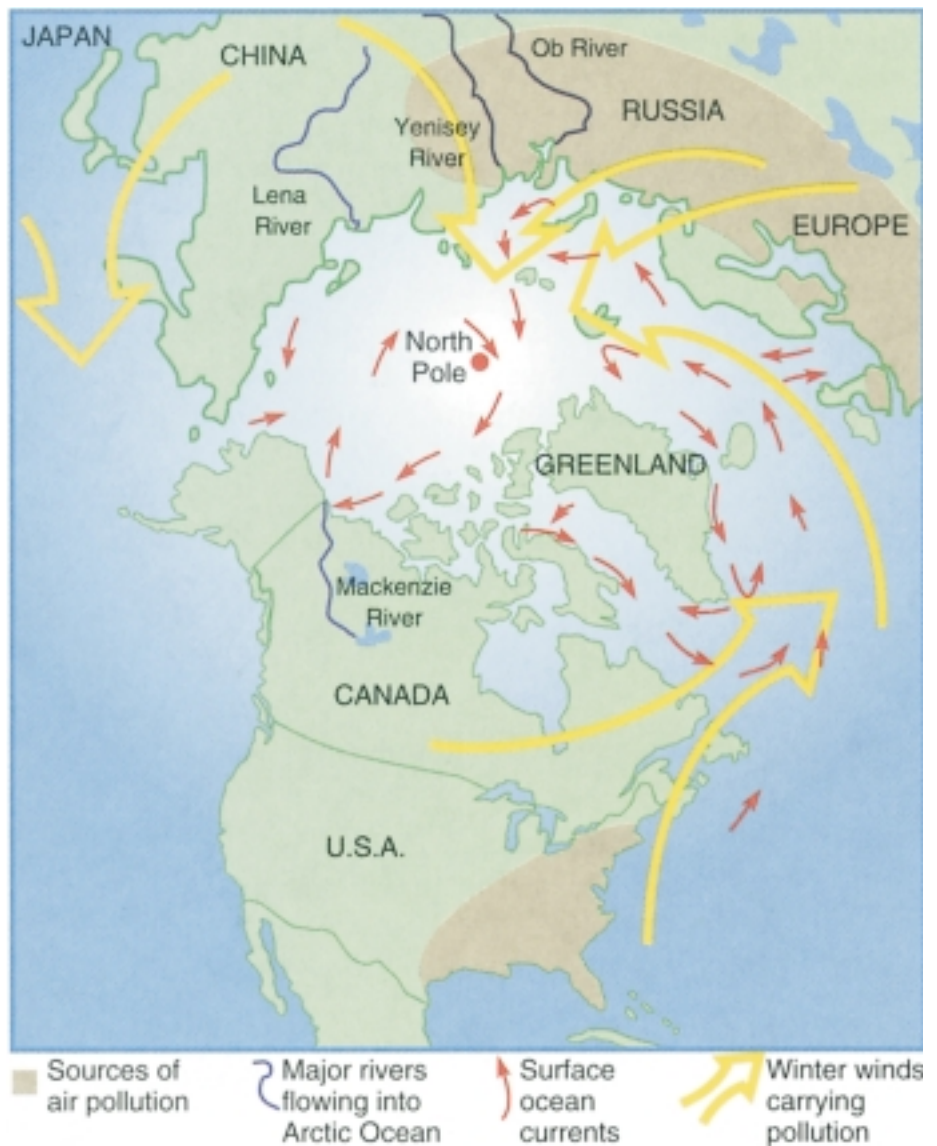 JAPAN
CHINA
Ob River
RUSSIA
Yenisey
River
Lena
River
EUROPE
North
Pole
GREENLAND
Mackenzie
River
CANADA
U.S.A.
Sources of
air pollution
Major rivers
flowing into
Arctic Ocean
Surface
ocean
currents
Winter winds
carrying
pollution